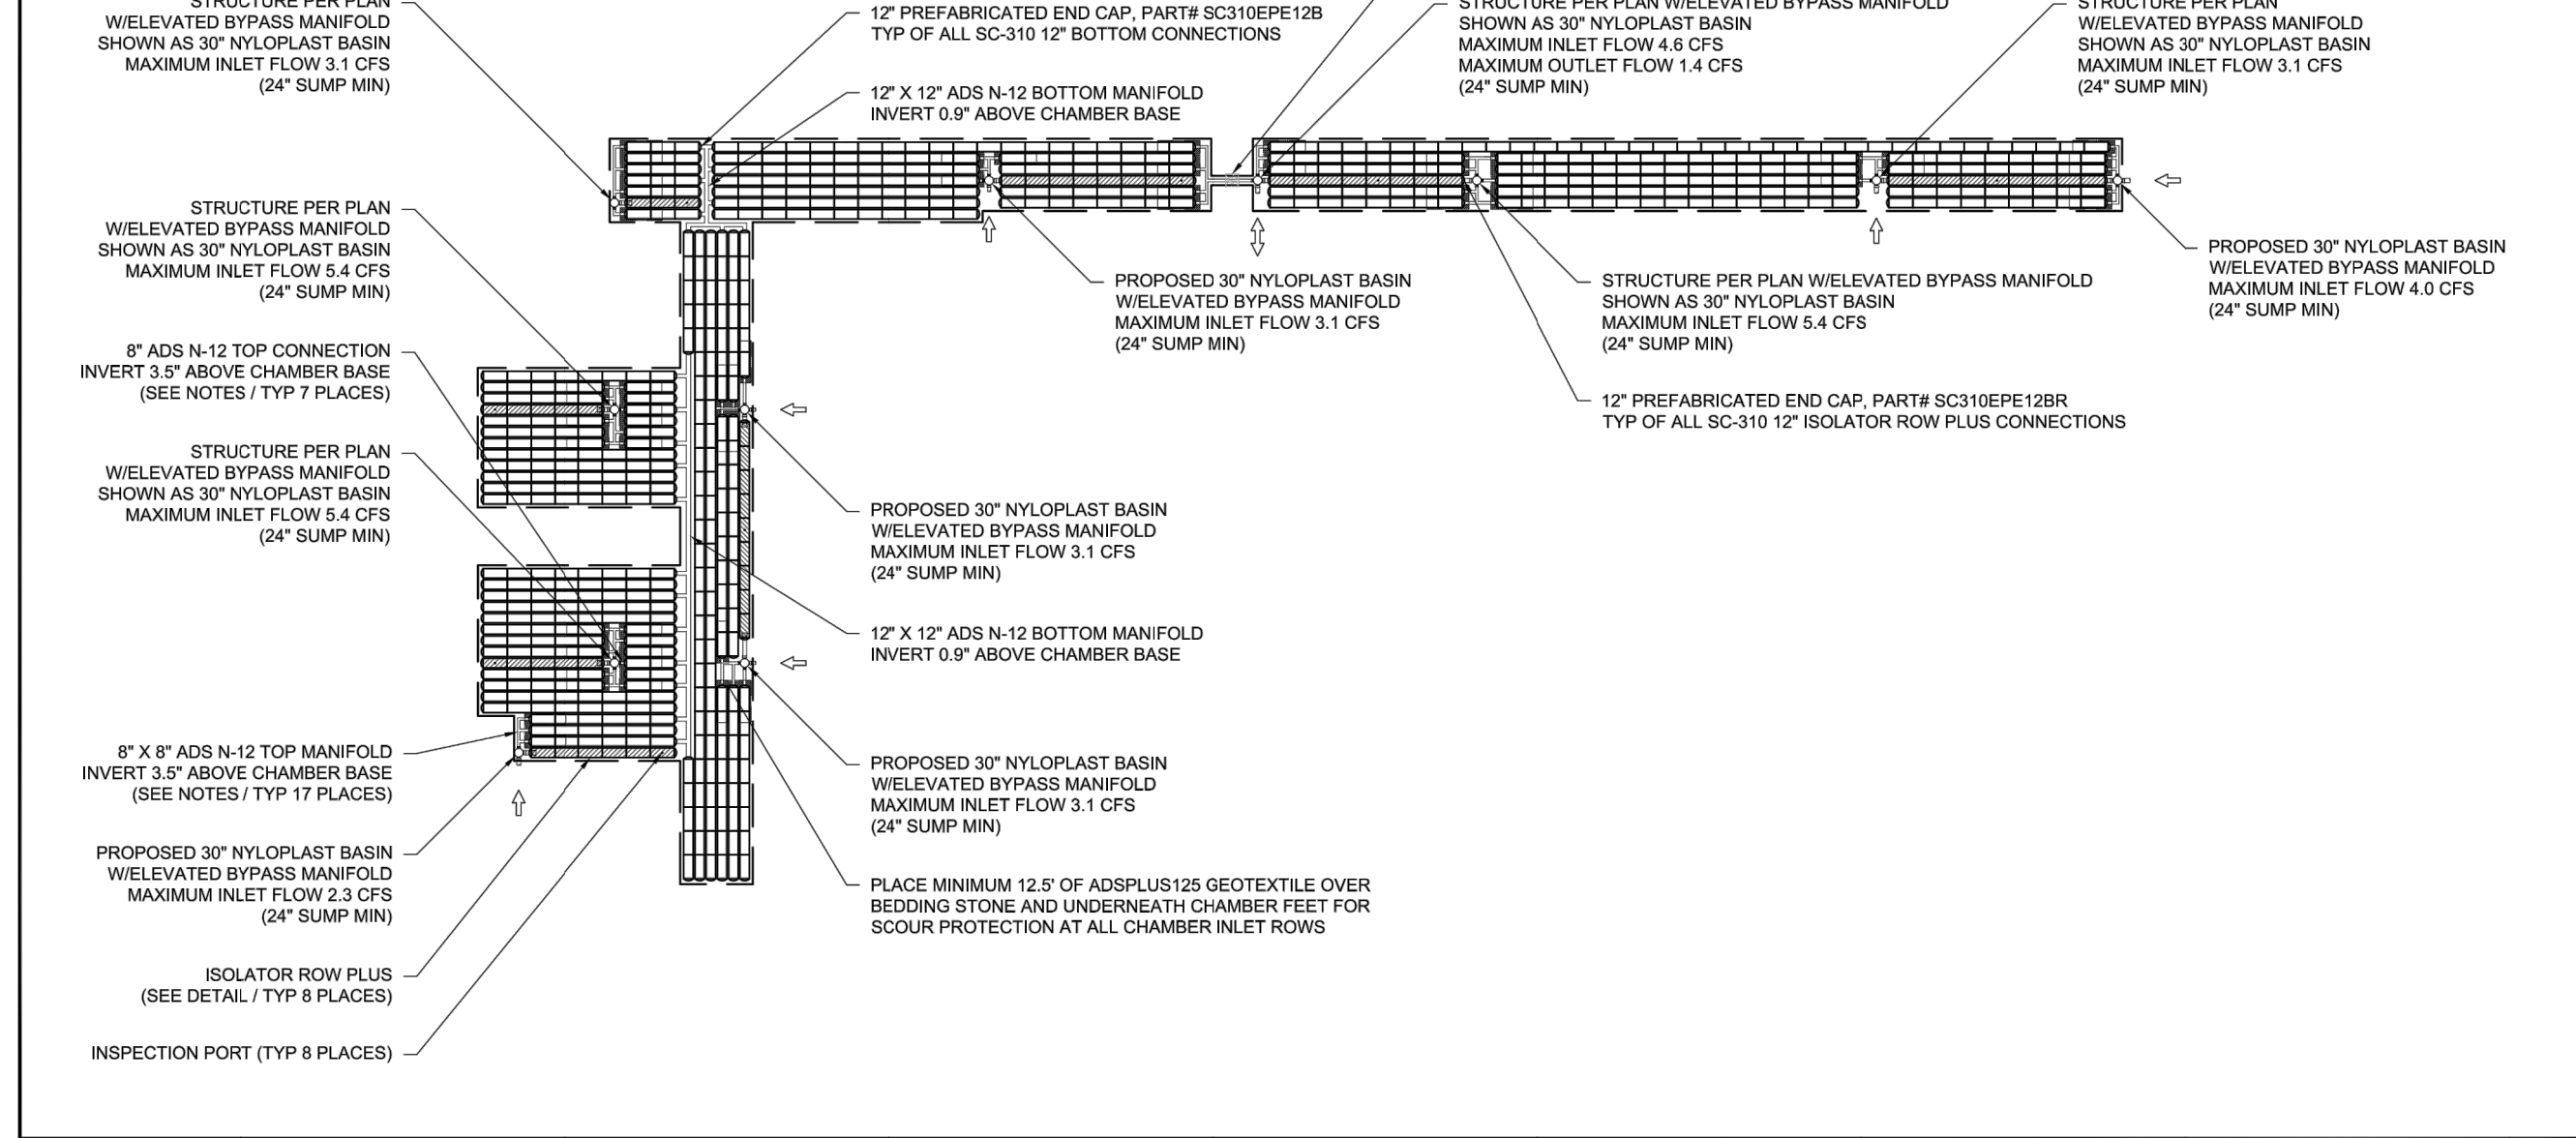 STRUCTURE PER PLAN
W/ELEVATED BYPASS MANIFOLD
SHOWN AS 30" NYLOPLAST BASIN
MAXIMUM INLET FLOW 3.1 CFS
(24" SUMP MIN)
12" PREFABRICATED END CAP, PART# SC310EPE12B
TYP OF ALL SC-310 12" BOTTOM CONNECTIONS
12" X 12" ADS N-12 BOTTOM MANIFOLD
INVERT 0.9" ABOVE CHAMBER BASE
STRUCTURE PER PLAN W/ELEVATED BYPASS MANIFOLD
SHOWN AS 30" NYLOPLAST BASIN
MAXIMUM INLET FLOW 4.6 CFS
MAXIMUM OUTLET FLOW 1.4 CFS
(24" SUMP MIN)
STRUCTURE PER PLAN
W/ELEVATED BYPASS MANIFOLD
SHOWN AS 30" NYLOPLAST BASIN
MAXIMUM INLET FLOW 3.1 CFS
(24" SUMP MIN)
STRUCTURE PER PLAN
W/ELEVATED BYPASS MANIFOLD
SHOWN AS 30" NYLOPLAST BASIN
MAXIMUM INLET FLOW 5.4 CFS
(24" SUMP MIN)
PROPOSED 30" NYLOPLAST BASIN
W/ELEVATED BYPASS MANIFOLD
MAXIMUM INLET FLOW 3.1 CFS
(24" SUMP MIN)
STRUCTURE PER PLAN W/ELEVATED BYPASS MANIFOLD
SHOWN AS 30" NYLOPLAST BASIN
MAXIMUM INLET FLOW 5.4 CFS
(24" SUMP MIN)
PROPOSED 30" NYLOPLAST BASIN
W/ELEVATED BYPASS MANIFOLD
MAXIMUM INLET FLOW 4.0 CFS
(24" SUMP MIN)
8" ADS N-12 TOP CONNECTION
INVERT 3.5" ABOVE CHAMBER BASE
(SEE NOTES / TYP 7 PLACES)
12" PREFABRICATED END CAP, PART# SC310EPE12BR
TYP OF ALL SC-310 12" ISOLATOR ROW PLUS CONNECTIONS
STRUCTURE PER PLAN
W/ELEVATED BYPASS MANIFOLD
SHOWN AS 30" NYLOPLAST BASIN
MAXIMUM INLET FLOW 5.4 CFS
(24" SUMP MIN)
PROPOSED 30" NYLOPLAST BASIN
W/ELEVATED BYPASS MANIFOLD
MAXIMUM INLET FLOW 3.1 CFS
(24" SUMP MIN)
12" X 12" ADS N-12 BOTTOM MANIFOLD
INVERT 0.9" ABOVE CHAMBER BASE
8" X 8" ADS N-12 TOP MANIFOLD
INVERT 3.5" ABOVE CHAMBER BASE
(SEE NOTES / TYP 17 PLACES)
PROPOSED 30" NYLOPLAST BASIN
W/ELEVATED BYPASS MANIFOLD
MAXIMUM INLET FLOW 3.1 CFS
(24" SUMP MIN)
PROPOSED 30" NYLOPLAST BASIN
W/ELEVATED BYPASS MANIFOLD
MAXIMUM INLET FLOW 2.3 CFS
(24" SUMP MIN)
PLACE MINIMUM 12.5' OF ADSPLUS125 GEOTEXTILE OVER
BEDDING STONE AND UNDERNEATH CHAMBER FEET FOR
SCOUR PROTECTION AT ALL CHAMBER INLET ROWS
ISOLATOR ROW PLUS
(SEE DETAIL / TYP 8 PLACES)
INSPECTION PORT (TYP 8 PLACES)